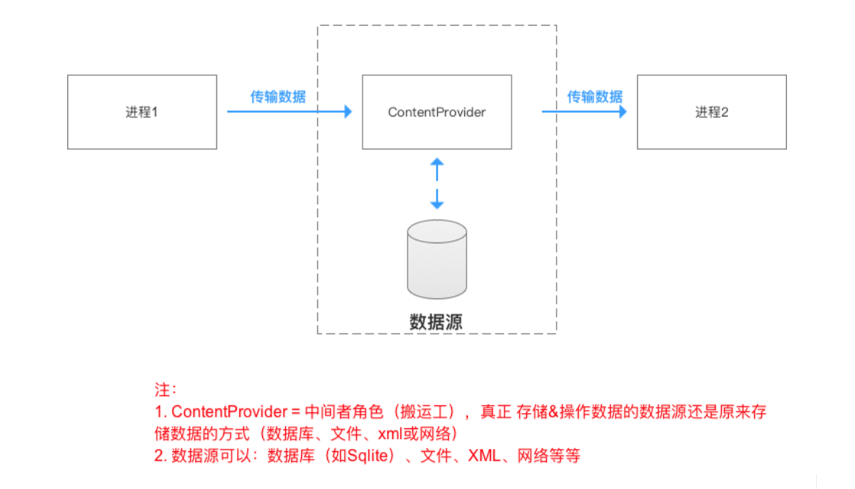 传输数据
传输数据
进程1
ContentProvider
进程2
数据源
注：
1. ContentProvider = 中间者角色（搬运工），真正 存储&操作数据的数据源还是原来存
储数据的方式（数据库、文件、xml或网络）
2. 数据源可以：数据库（如Sqlite）、文件、XML、网络等等